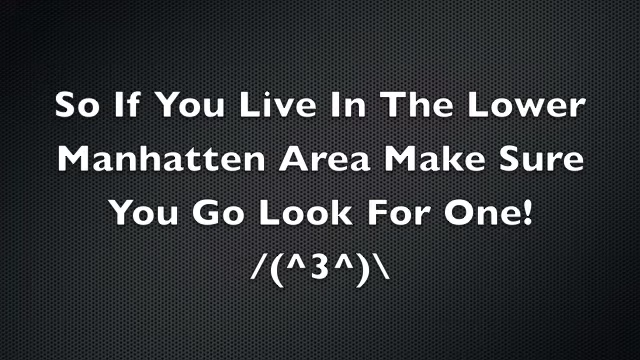 So If You Live In The Lower
Manhatten Area Make Sure
You Go Look For One!
/(^3^)\